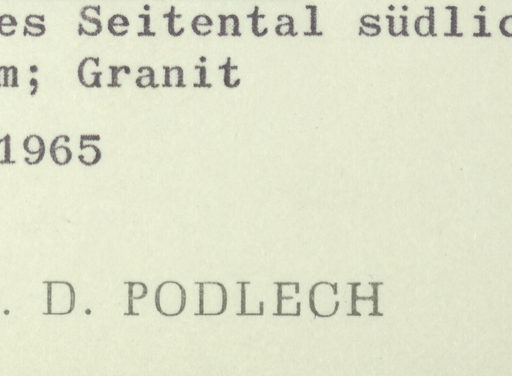 es Seitental südlic
m; Granit
1965
. D. PODLECH